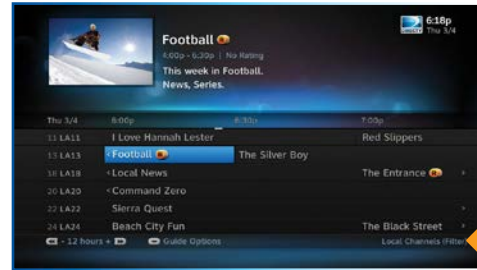 Football
6:18p
Thu 3/4
4:00p - 6:30p | No Rating
This week in Football.
News, Series.
Thu 3/4 6:00p 6:30p 7:00p
11 LA11 I Love Hannah Lester Red Slippers
13 LA13 Football The Silver Boy
18 LA18 Local News The Entrance
20 LA20 Command Zero
22 LA22 Sierra Quest
24 LA24 Beach City Fun The Black Street
- 12 hours + Guide Options Local Channels (Filter)